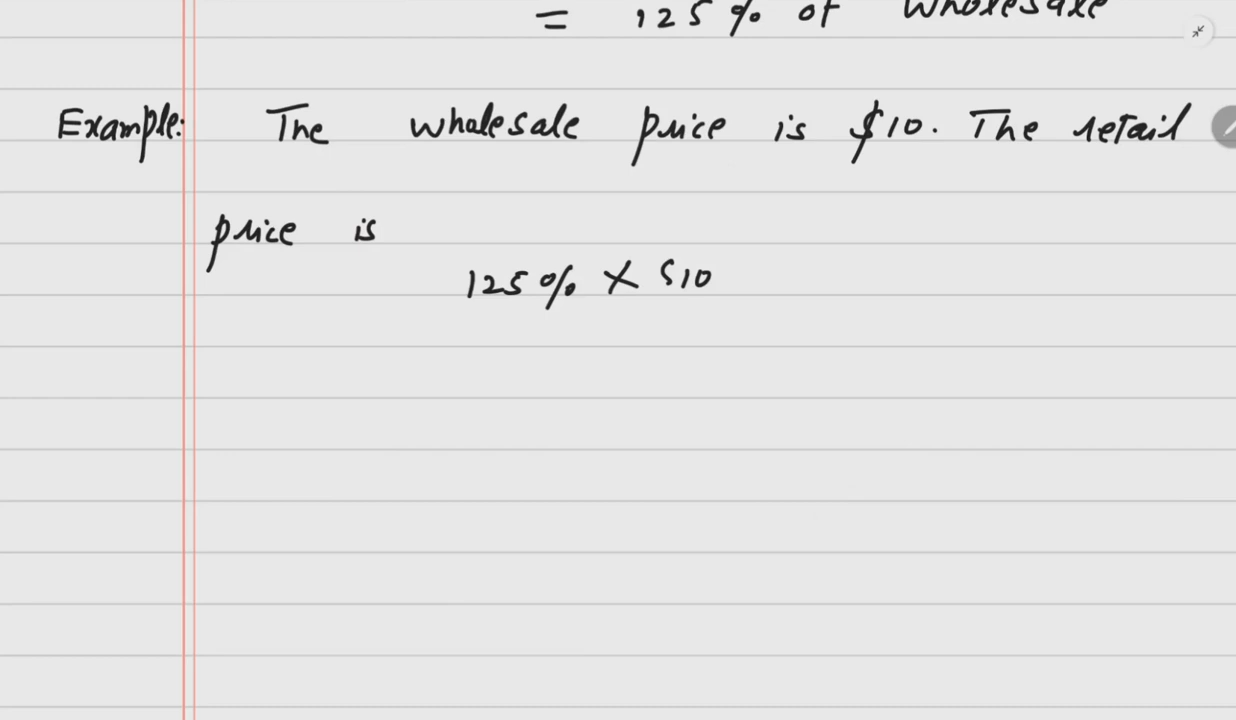 = 125% of wholesale
Example: The wholesale price is $10. The retail
price is
125% × $10